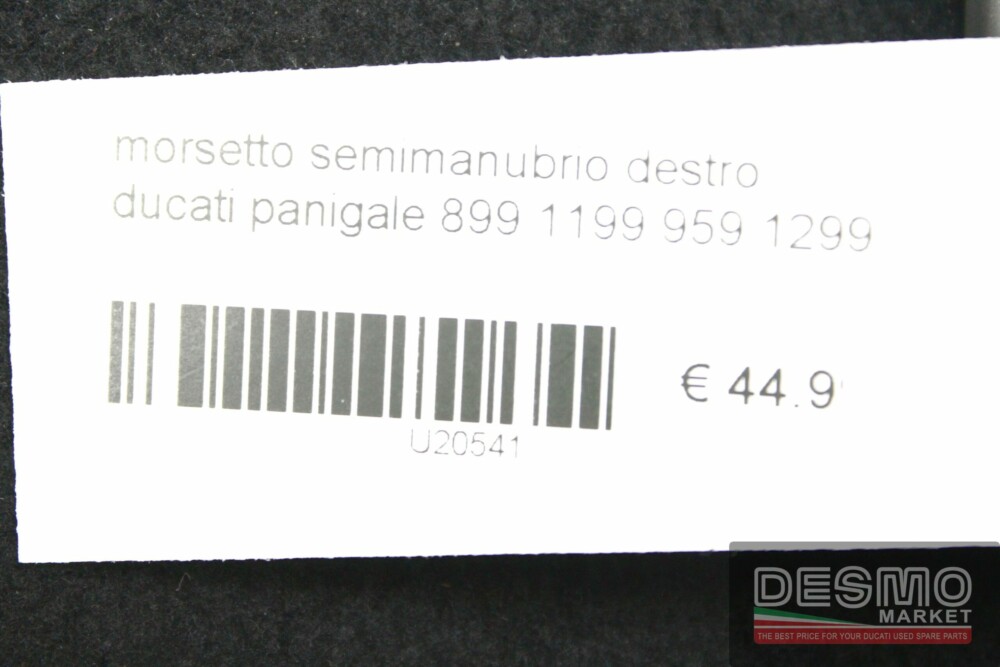 morsetto semimanubrio destro
ducati panigale 899 1199 959 1299
€ 44.9
U20541
DESMO
MARKET
THE BEST PRICE FOR YOUR DUCATI USED SPARE PARTS